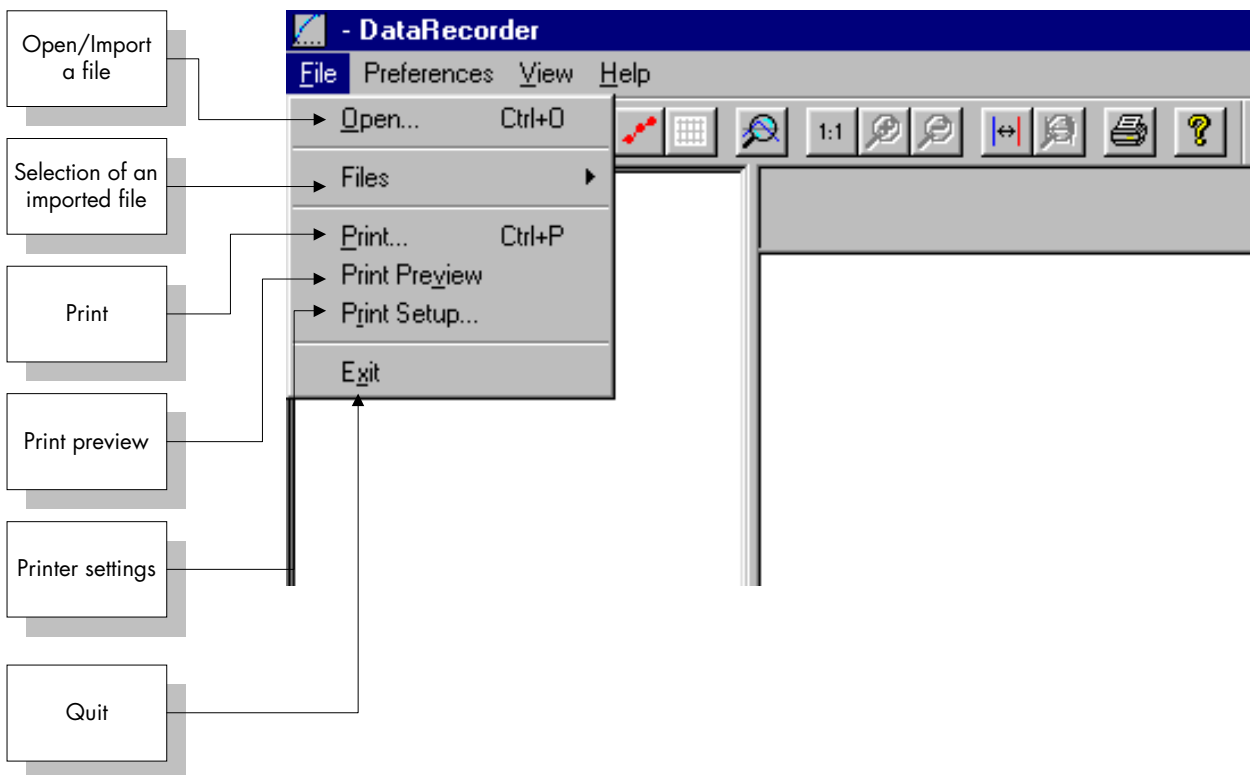 Open/Import
a file
Selection of an
imported file
Print
Print preview
Printer settings
Quit
- DataRecorder
File Preferences View Help
Open... Ctrl+O
Files
Print... Ctrl+P
Print Preview
Print Setup...
Exit
1:1
?